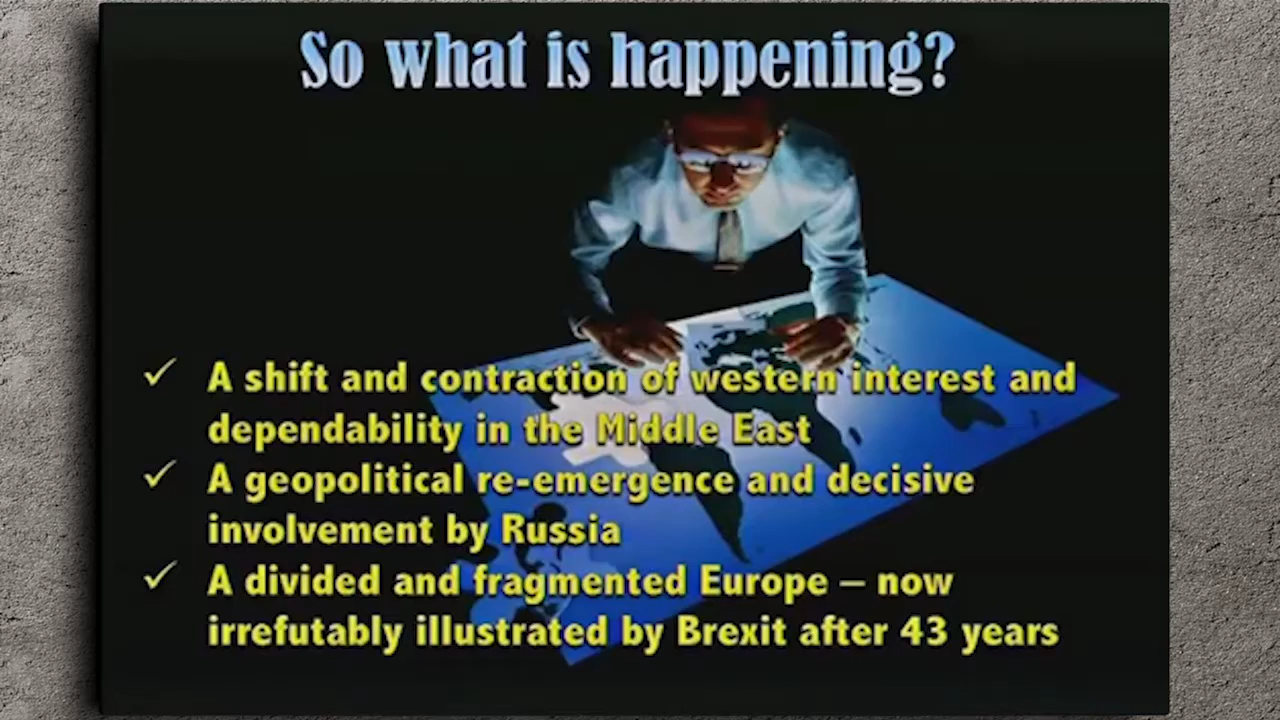 So what is happening?
✓ A shift and contraction of western interest and
dependability in the Middle East
✓ A geopolitical re-emergence and decisive
involvement by Russia
✓ A divided and fragmented Europe – now
irrefutably illustrated by Brexit after 43 years